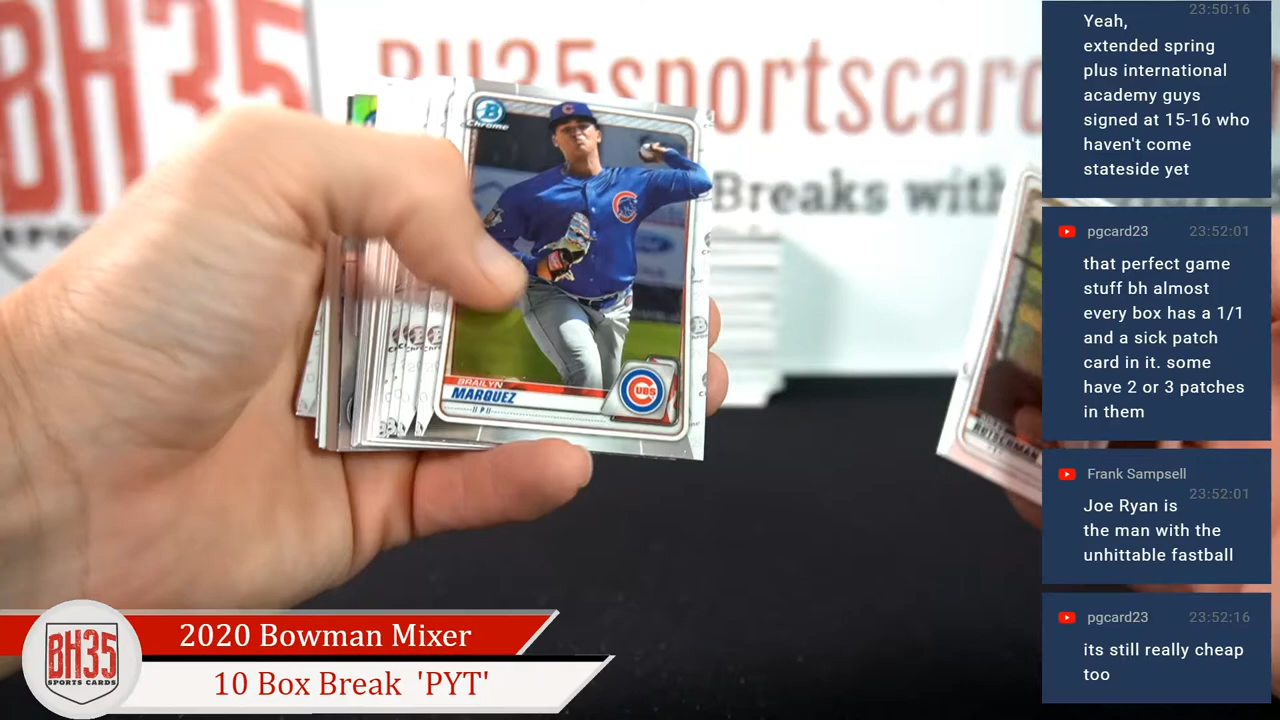 BH35
BH35sportscard
Breaks with
B
Chrome
BRAILYN
MARQUEZ
P
CUBS
BH35
SPORTS CARDS
2020 Bowman Mixer
10 Box Break 'PYT'
23:50:16
Yeah,
extended spring
plus international
academy guys
signed at 15-16 who
haven't come
stateside yet
pgcard23 23:52:01
that perfect game
stuff bh almost
every box has a 1/1
and a sick patch
card in it. some
have 2 or 3 patches
in them
Frank Sampsell
23:52:01
Joe Ryan is
the man with the
unhittable fastball
pgcard23 23:52:16
its still really cheap
too